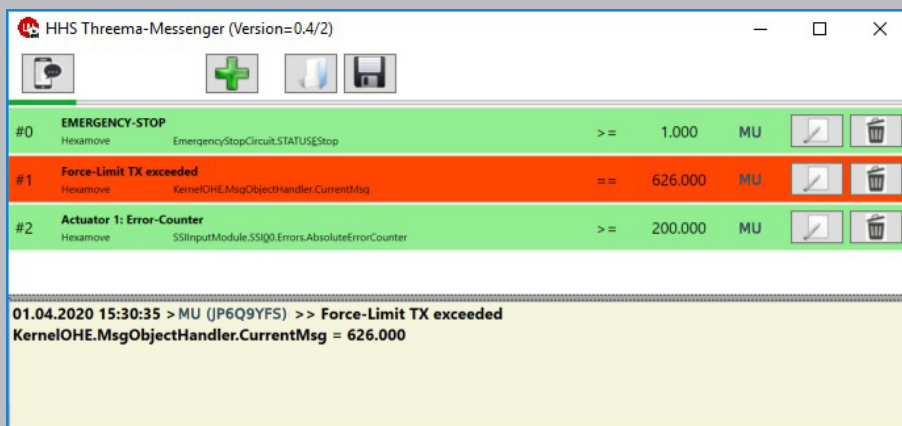 HHS Threema-Messenger (Version=0.4/2)
#0 EMERGENCY-STOP
Hexamove EmergencyStopCircuit.STATUSEStop >= 1.000 MU
#1 Force-Limit TX exceeded
Hexamove KernelOHE.MsgObjectHandler.CurrentMsg == 626.000 MU
#2 Actuator 1: Error-Counter
Hexamove SSIInputModule.SSIQ0.Errors.AbsoluteErrorCounter >= 200.000 MU
01.04.2020 15:30:35 > MU (JP6Q9YFS) >> Force-Limit TX exceeded
KernelOHE.MsgObjectHandler.CurrentMsg = 626.000